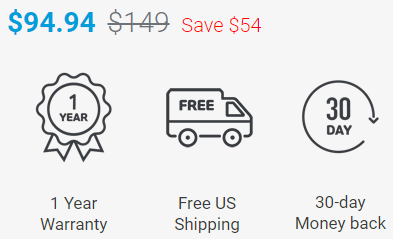 $94.94 $149 Save $54
1
YEAR
FREE
30
DAY
1 Year
Warranty
Free US
Shipping
30-day
Money back